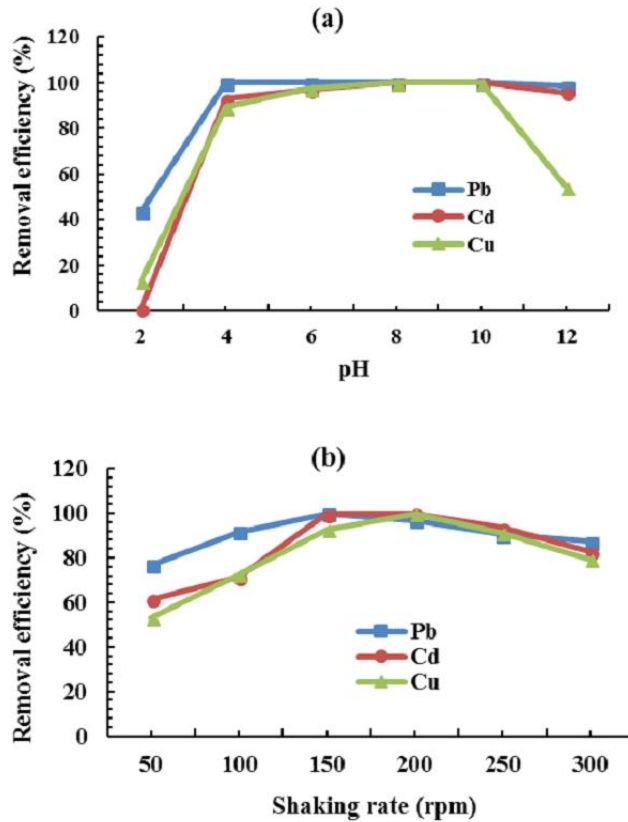 (a)
120
100
80
60
40
20
0
Removal efficiency (%)
Pb
Cd
Cu
2 4 6 8 10 12
pH
(b)
120
100
80
60
40
20
0
Removal efficiency (%)
Pb
Cd
Cu
50 100 150 200 250 300
Shaking rate (rpm)